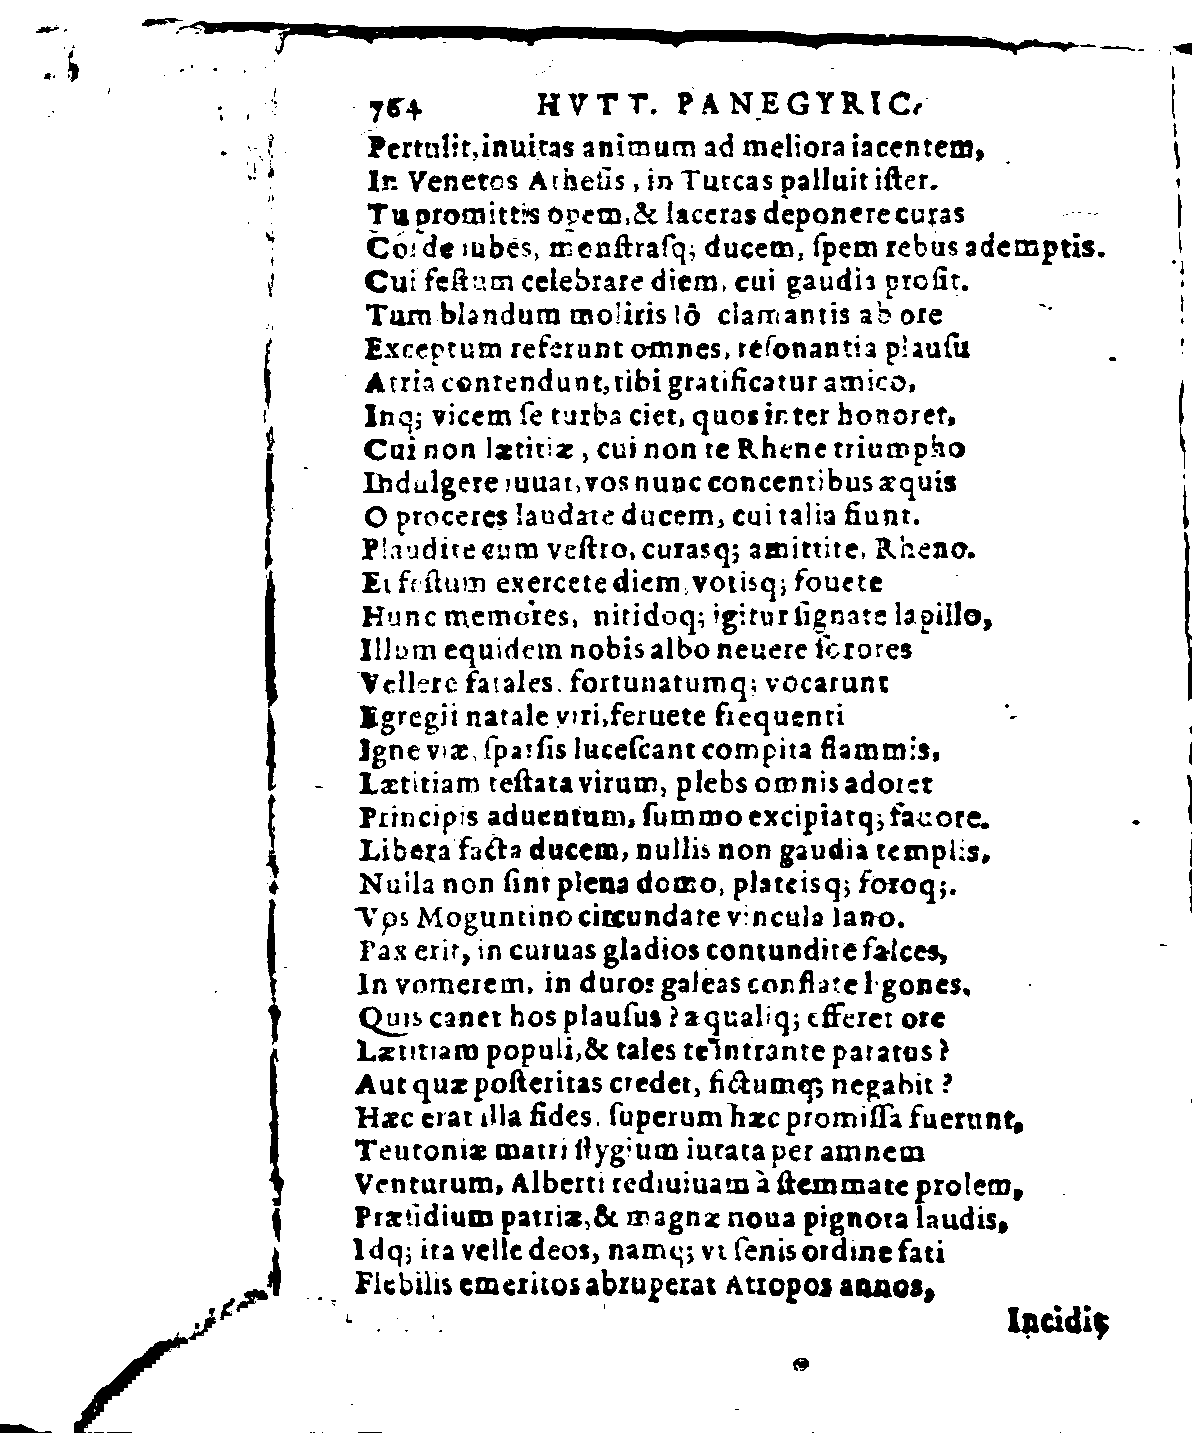 764 HVTT. PANEGYRIC.
Pertulit, inuitas animum ad meliora iacentem,
In Venetos Athesis, in Turcas palluit ister.
Tu promittis opem, & laceras deponere curas
Corde iubes, menstrasq; ducem, spem rebus ademptis.
Cui festum celebrare diem, cui gaudia prosit.
Tum blandum moliris Iô clamantis ab ore
Exceptum referunt omnes, resonantia plausu
Atria contendunt, tibi gratificatur amico,
Inq; vicem se turba ciet, quos inter honoret,
Cui non lætitiæ, cui non te Rhene triumpho
Indulgere iuuat, vos nunc concentibus æquis
O proceres laudate ducem, cui talia fiunt.
Plaudite cum vestro, curasq; amittite, Rheno.
Et festum exercete diem, votisq; fouete
Hunc memores, nitidoq; igitur signate lapillo,
Illum equidem nobis albo neuere sorores
Vellere fatales. fortunatumq; vocarunt
Egregii natale viri, feruete frequenti
Igne viæ, sparsis lucescant compita flammis,
Lætitiam testata virum, plebs omnis adoret
Principis aduentum, summo excipiatq; fauore.
Libera facta ducem, nullis non gaudia templis,
Nulla non sint plena domo, plateisq; foroq;.
Vos Moguntino circundate vincula Iano.
Pax erit, in curuas gladios contundite falces,
In vomerem, in duros galeas conflate ligones.
Quis canet hos plausus? æqualiq; efferet ore
Lætitiam populi, & tales te intrante paratus?
Aut quæ posteritas credet, fictumq; negabit?
Hæc erat illa fides. superum hæc promissa fuerunt,
Teutoniæ matri stygium iurata per amnem
Venturum, Alberti rediuiuam à stemmate prolem,
Præsidium patriæ, & magnæ noua pignora laudis,
Idq; ita velle deos, namq; vt senis ordine fati
Flebilis emeritos abruperat Atropos annos,
Incidit